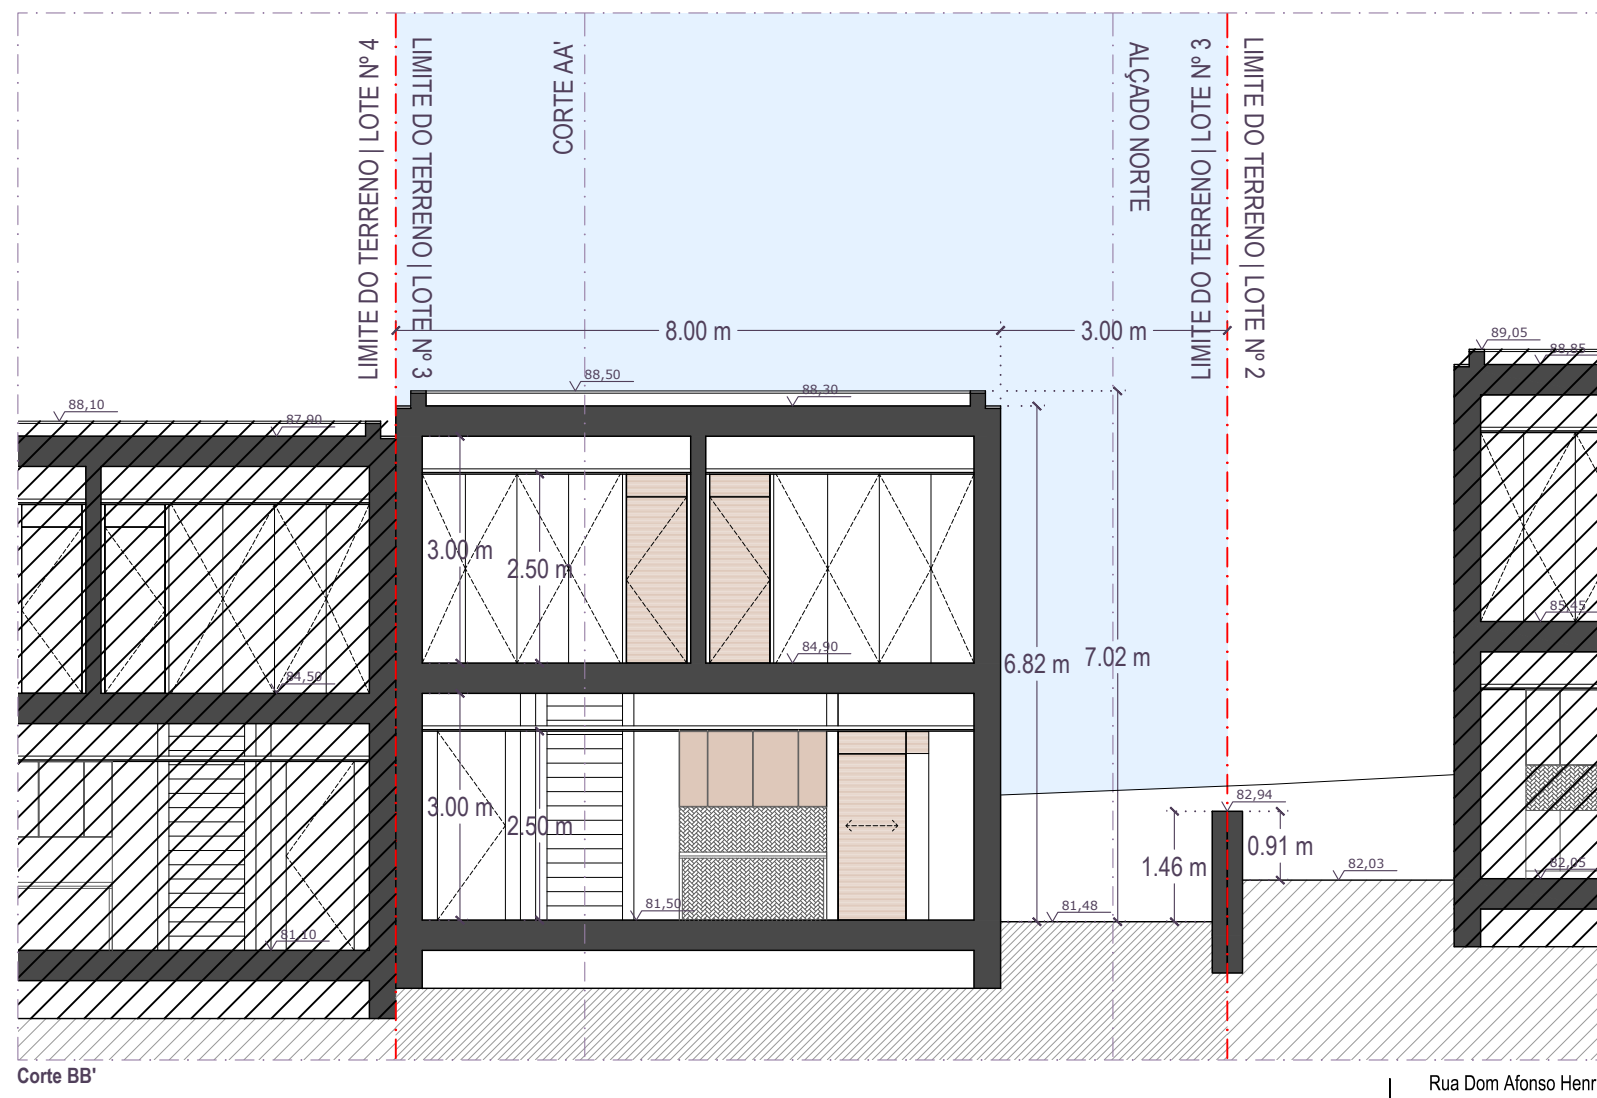 LIMITE DO TERRENO | LOTE Nº 4
LIMITE DO TERRENO | LOTE Nº 3
CORTE AA'
ALÇADO NORTE
LIMITE DO TERRENO | LOTE Nº 3
LIMITE DO TERRENO | LOTE Nº 2
8.00 m
3.00 m
89,05
88,85
88,50
88,30
88,10
87,90
3.00 m
2.50 m
85,45
84,90
6.82 m
7.02 m
84,50
3.00 m
2.50 m
82,94
1.46 m
0.91 m
82,03
82,05
81,50
81,48
81,10
Corte BB'
Rua Dom Afonso Henr